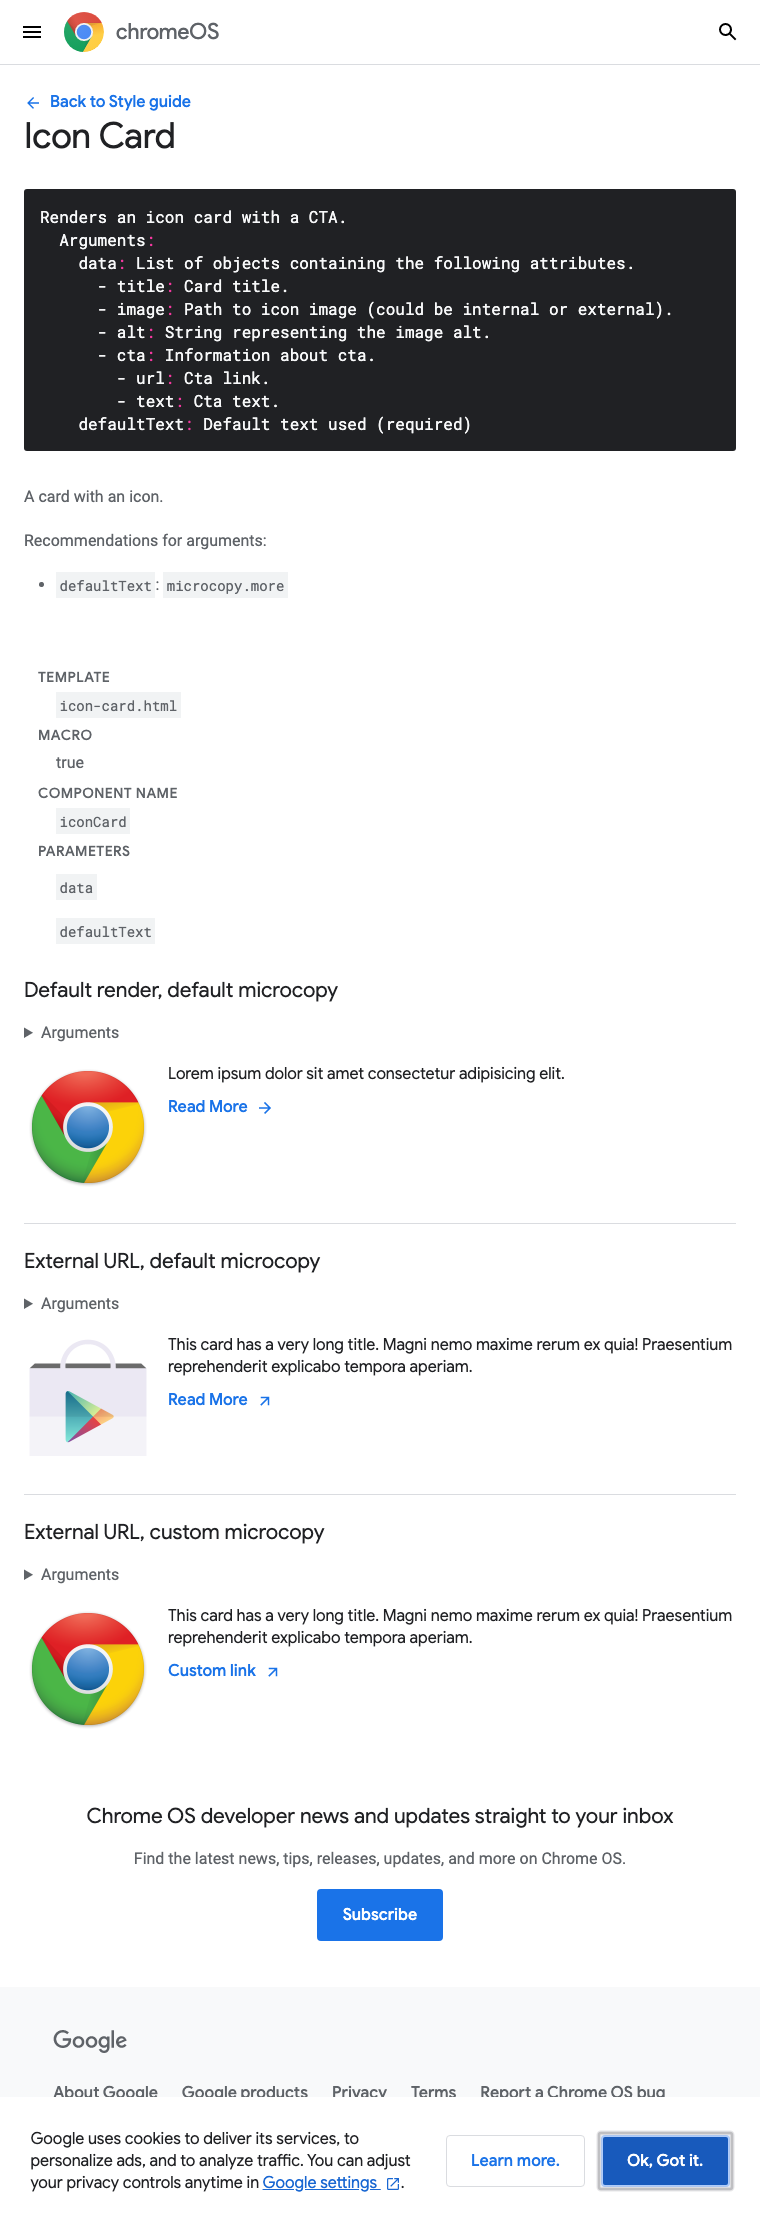 chromeOS
Back to Style guide
Icon Card
Renders an icon card with a CTA.
Arguments:
data: List of objects containing the following attributes.
- title: Card title.
- image: Path to icon image (could be internal or external).
- alt: String representing the image alt.
- cta: Information about cta.
- url: Cta link.
- text: Cta text.
defaultText: Default text used (required)
A card with an icon.
Recommendations for arguments:
• defaultText: microcopy.more
TEMPLATE
icon-card.html
MACRO
true
COMPONENT NAME
iconCard
PARAMETERS
data
defaultText
Default render, default microcopy
Arguments
Lorem ipsum dolor sit amet consectetur adipisicing elit.
Read More
External URL, default microcopy
Arguments
This card has a very long title. Magni nemo maxime rerum ex quia! Praesentium
reprehenderit explicabo tempora aperiam.
Read More
External URL, custom microcopy
Arguments
This card has a very long title. Magni nemo maxime rerum ex quia! Praesentium
reprehenderit explicabo tempora aperiam.
Custom link
Chrome OS developer news and updates straight to your inbox
Find the latest news, tips, releases, updates, and more on Chrome OS.
Subscribe
Google
About Google Google products Privacy Terms Report a Chrome OS bug
Google uses cookies to deliver its services, to
personalize ads, and to analyze traffic. You can adjust
your privacy controls anytime in Google settings .
Learn more.
Ok, Got it.